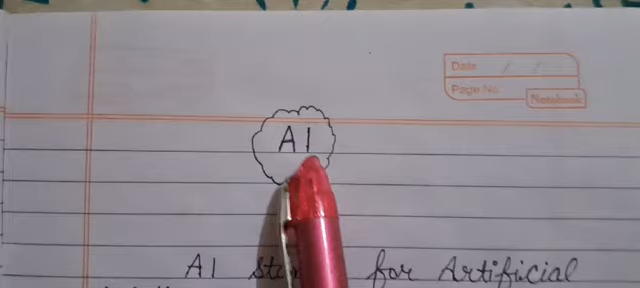 Date / /
Page No.
Notebook
AI
AI for Artificial